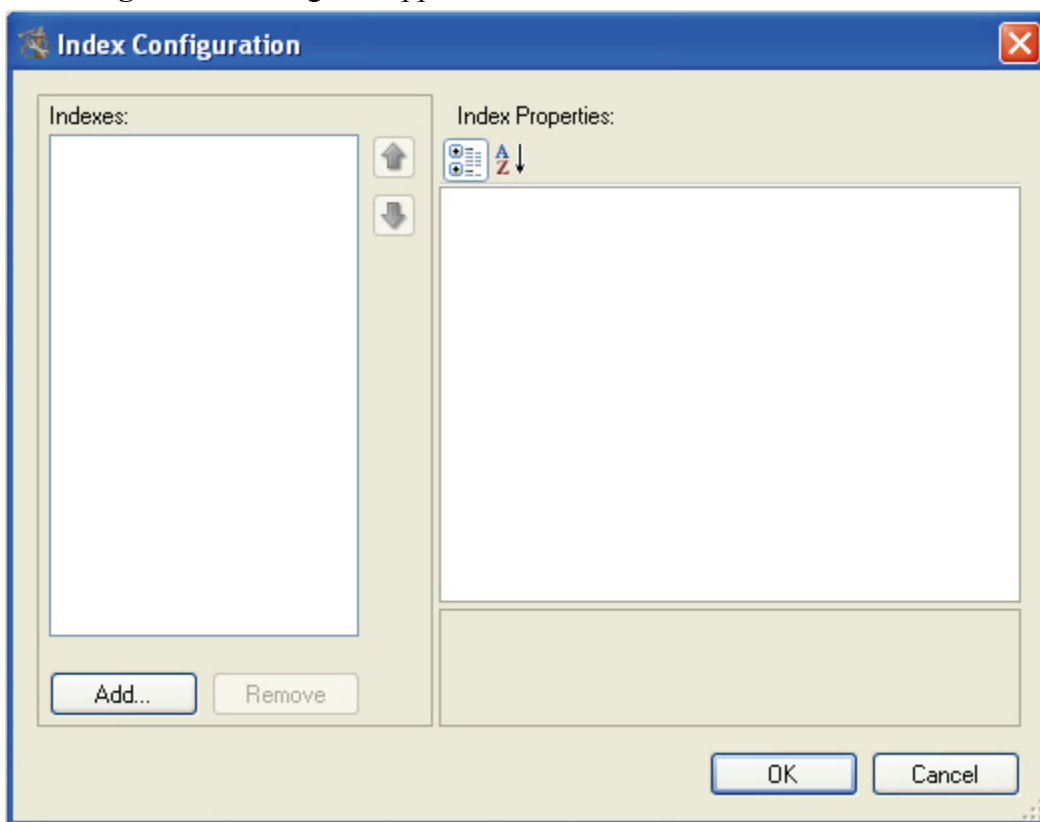 Index Configuration
Indexes:
Index Properties:
A
Z
Add...
Remove
OK
Cancel